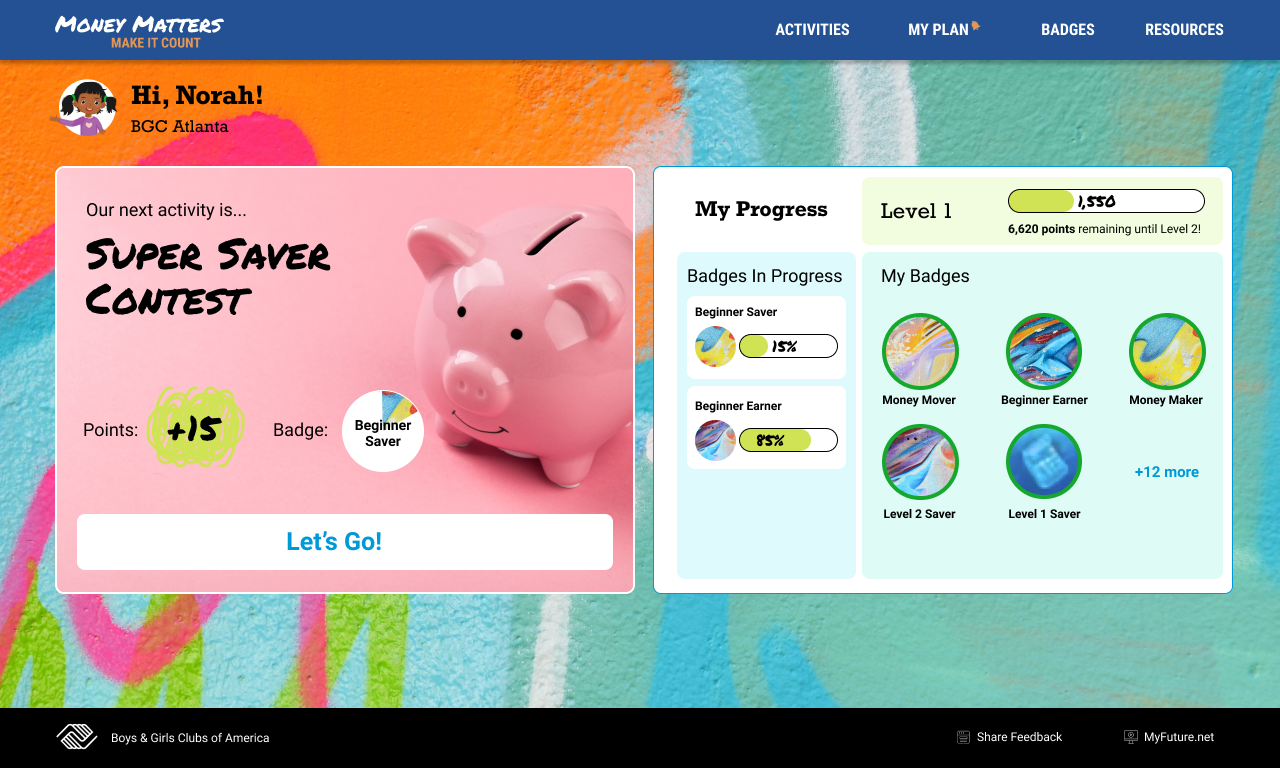 MONEY MATTERS
MAKE IT COUNT
ACTIVITIES
MY PLAN
BADGES
RESOURCES
Hi, Norah!
BGC Atlanta
Our next activity is...
SUPER SAVER
CONTEST
Points:
+15
Badge:
Beginner
Saver
Let's Go!
My Progress
Level 1
1,550
6,620 points remaining until Level 2!
Badges In Progress
Beginner Saver
15%
Beginner Earner
85%
My Badges
Money Mover
Beginner Earner
Money Maker
Level 2 Saver
Level 1 Saver
+12 more
Boys & Girls Clubs of America
Share Feedback
MyFuture.net